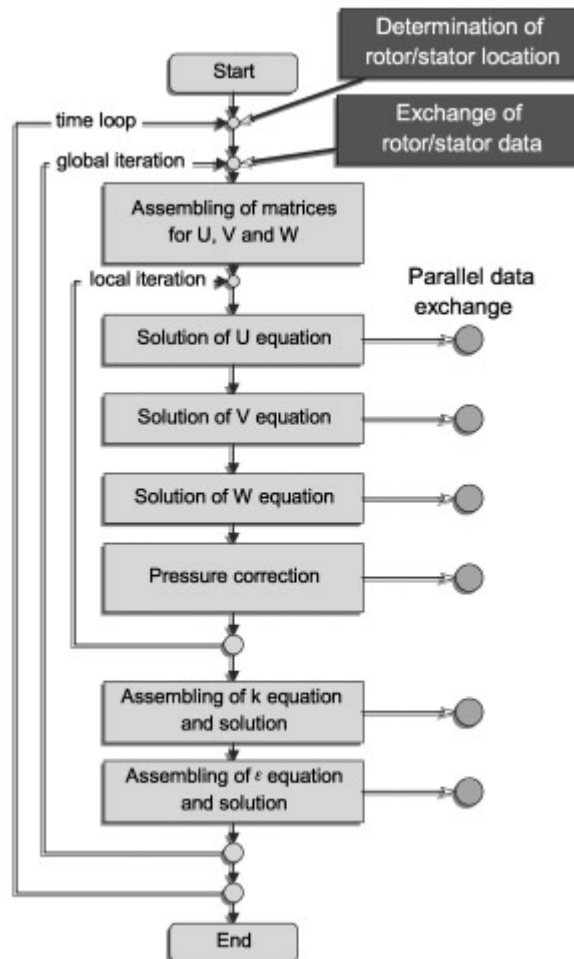 Determination of
rotor/stator location
Start
time loop
Exchange of
rotor/stator data
global iteration
Assembling of matrices
for U, V and W
local iteration
Parallel data
exchange
Solution of U equation
Solution of V equation
Solution of W equation
Pressure correction
Assembling of k equation
and solution
Assembling of ε equation
and solution
End